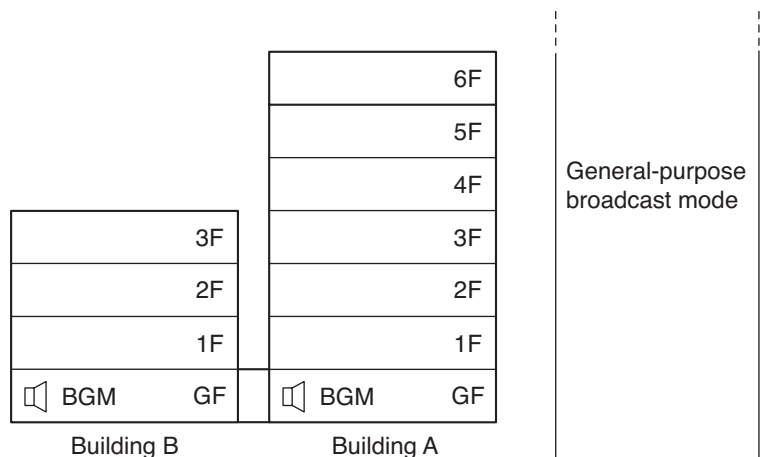 6F
5F
4F
General-purpose
broadcast mode
3F
3F
2F
2F
1F
1F
BGM GF
BGM GF
Building B
Building A